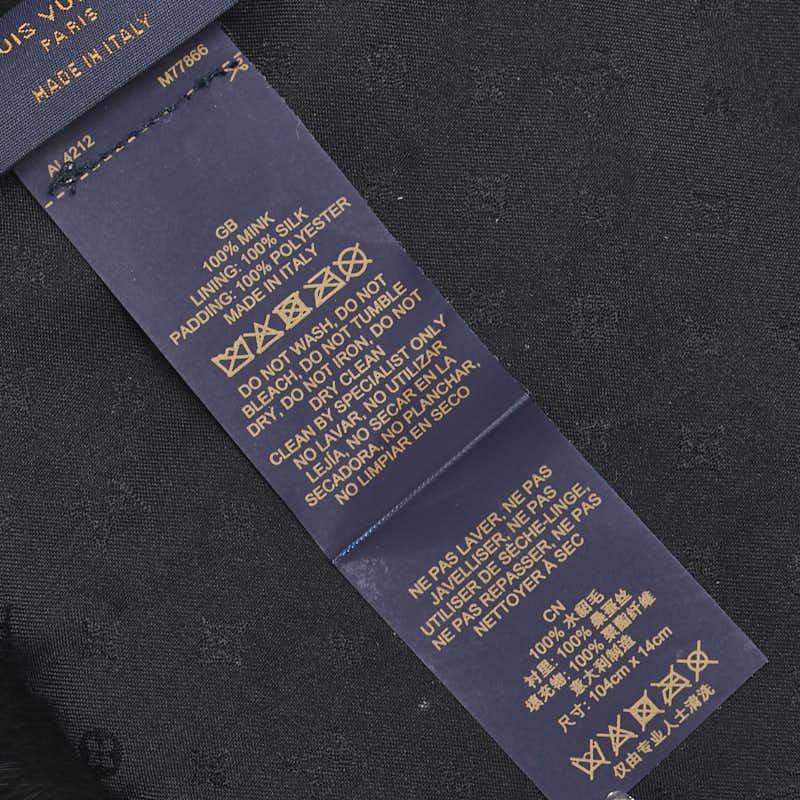 UIS VU
PARIS
MADE IN ITALY
M77866
AI 4212
GB
100% MINK
LINING: 100% SILK
PADDING: 100% POLYESTER
MADE IN ITALY
DO NOT WASH, DO NOT
BLEACH, DO NOT TUMBLE
DRY, DO NOT IRON, DO NOT
DRY CLEAN
CLEAN BY SPECIALIST ONLY
NO LAVAR, NO UTILIZAR
LEJÍA, NO SECAR EN LA
SECADORA, NO PLANCHAR,
NO LIMPIAR EN SECO
NE PAS LAVER, NE PAS
JAVELLISER, NE PAS
UTILISER DE SÈCHE-LINGE,
NE PAS REPASSER, NE PAS
NETTOYER À SEC
CN
100% 水貂毛
衬里: 100% 桑蚕丝
填充物: 100% 聚酯纤维
意大利制造
尺寸: 104cm x 14cm
仅由专业人士清洗